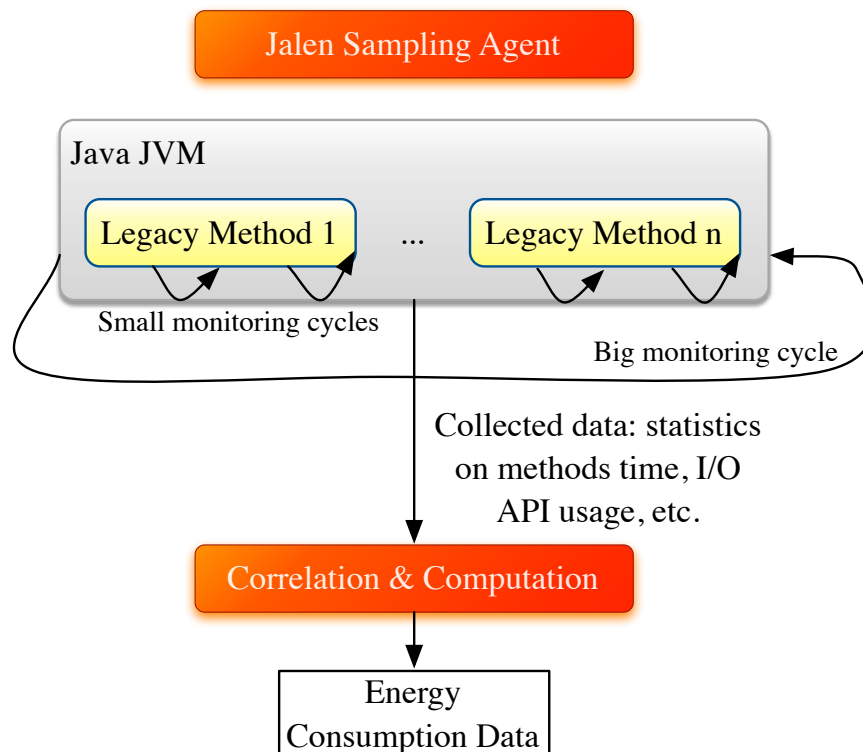 Jalen Sampling Agent
Java JVM
Legacy Method 1
...
Legacy Method n
Small monitoring cycles
Big monitoring cycle
Collected data: statistics
on methods time, I/O
API usage, etc.
Correlation & Computation
Energy
Consumption Data